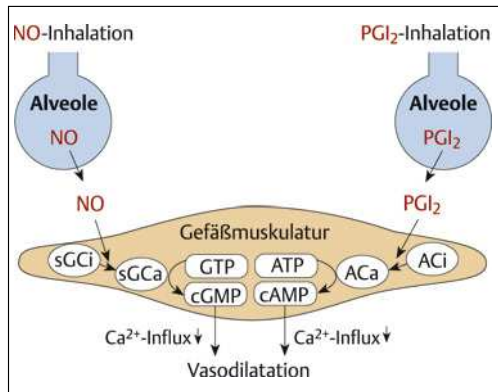 NO-Inhalation PGI₂-Inhalation
Alveole Alveole
NO PGI₂
NO PGI₂
Gefäßmuskulatur
sGCi sGCa GTP ATP ACa ACi
cGMP cAMP
Ca²⁺-Influx Ca²⁺-Influx
Vasodilatation